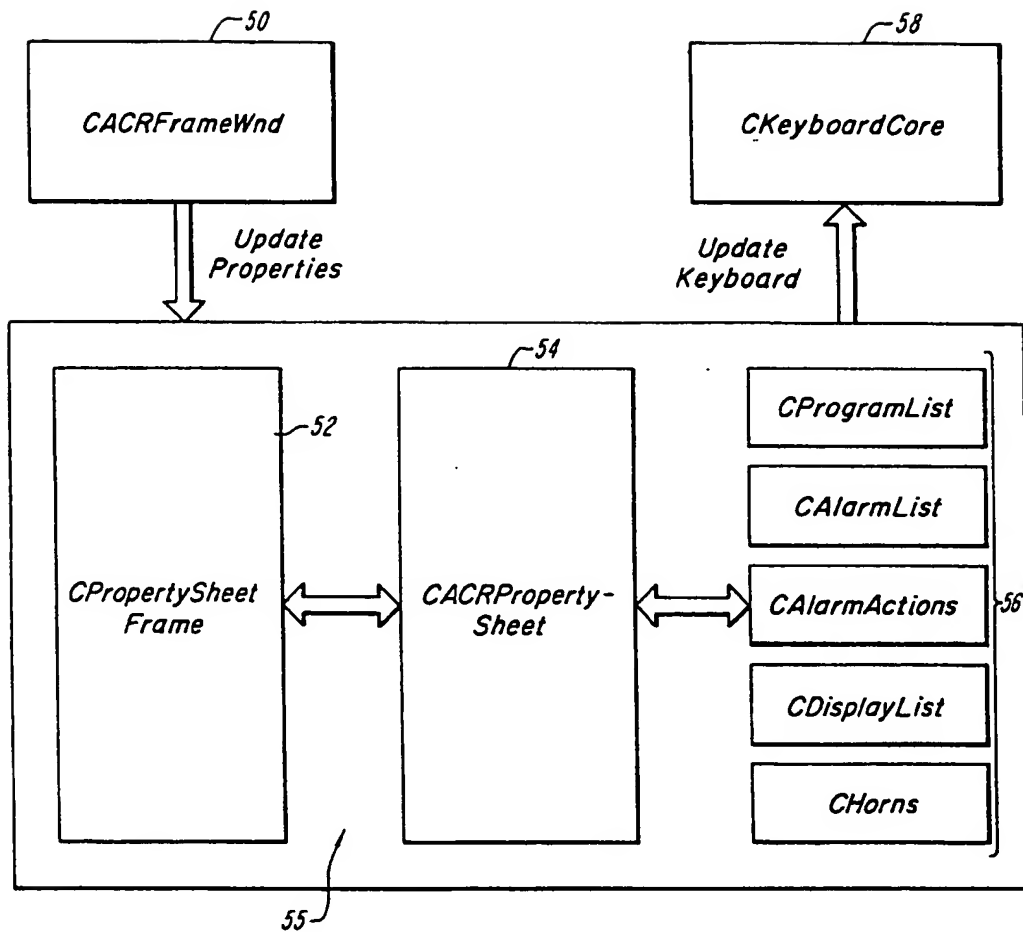 50
58
CACRFrameWnd
CKeyboardCore
Update
Properties
Update
Keyboard
54
52
CPropertySheet
Frame
CACRProperty-
Sheet
CProgramList
CAlarmList
CAlarmActions
CDisplayList
CHorns
56
55